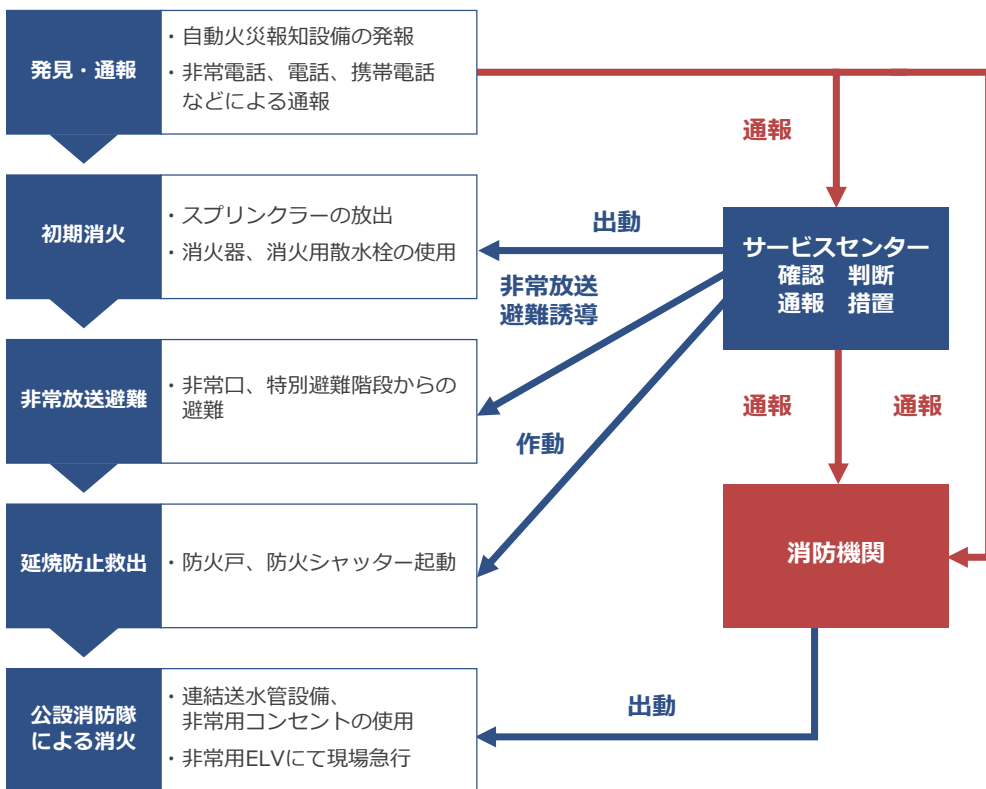 発見・通報
・自動火災報知設備の発報
・非常電話、電話、携帯電話
などによる通報
通報
初期消火
・スプリンクラーの放出
・消火器、消火用散水栓の使用
出動
サービスセンター
確認 判断
通報 措置
非常放送
避難誘導
非常放送避難
・非常口、特別避難階段からの
避難
通報 通報
作動
延焼防止救出
・防火戸、防火シャッター起動
消防機関
公設消防隊
による消火
・連結送水管設備、
非常用コンセントの使用
・非常用ELVにて現場急行
出動